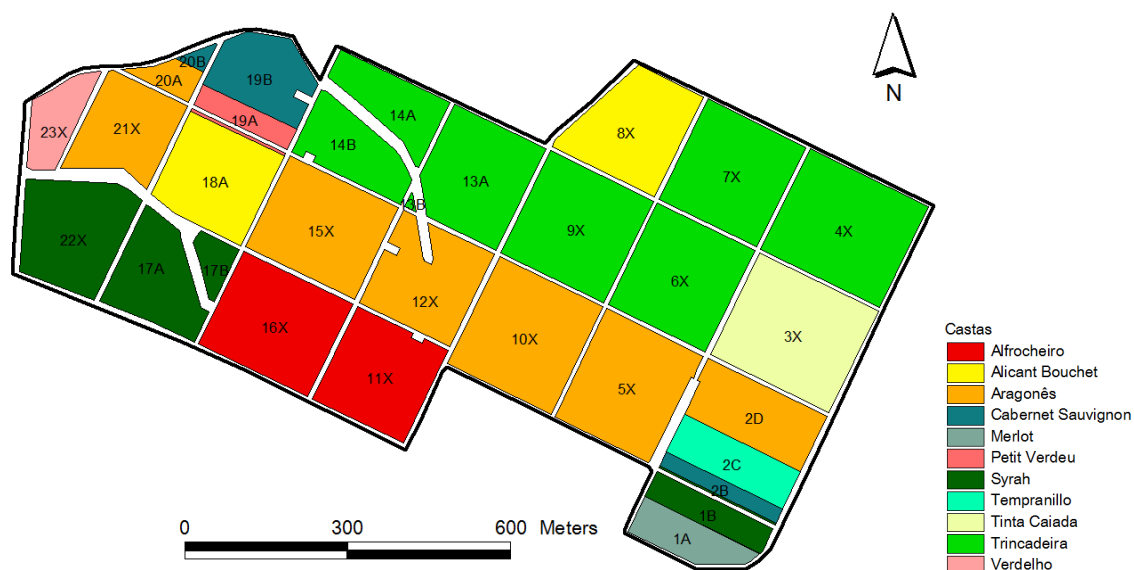 20B
20A
19B
14A
23X
21X
19A
14B
8X
7X
18A
13A
13B
4X
22X
17A
17B
15X
9X
6X
12X
16X
10X
3X
11X
5X
2D
2C
2B
1B
1A
N
0 300 600 Meters
Castas
Alfrocheiro
Alicant Bouchet
Aragonês
Cabernet Sauvignon
Merlot
Petit Verdeu
Syrah
Tempranillo
Tinta Caiada
Trincadeira
Verdelho